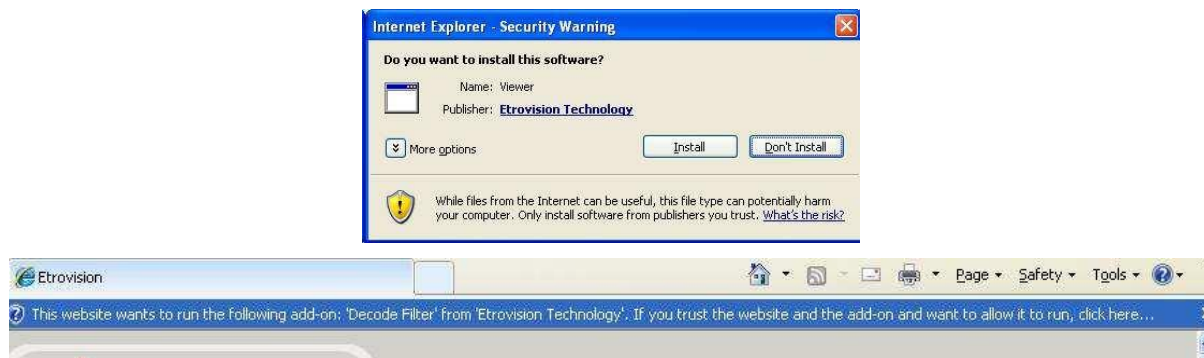 Internet Explorer - Security Warning
Do you want to install this software?
Name: Viewer
Publisher: Etrovision Technology
More options
Install
Don't Install
While files from the Internet can be useful, this file type can potentially harm
your computer. Only install software from publishers you trust. What's the risk?
Etrovision
Page
Safety
Tools
This website wants to run the following add-on: 'Decode Filter' from 'Etrovision Technology'. If you trust the website and the add-on and want to allow it to run, click here...